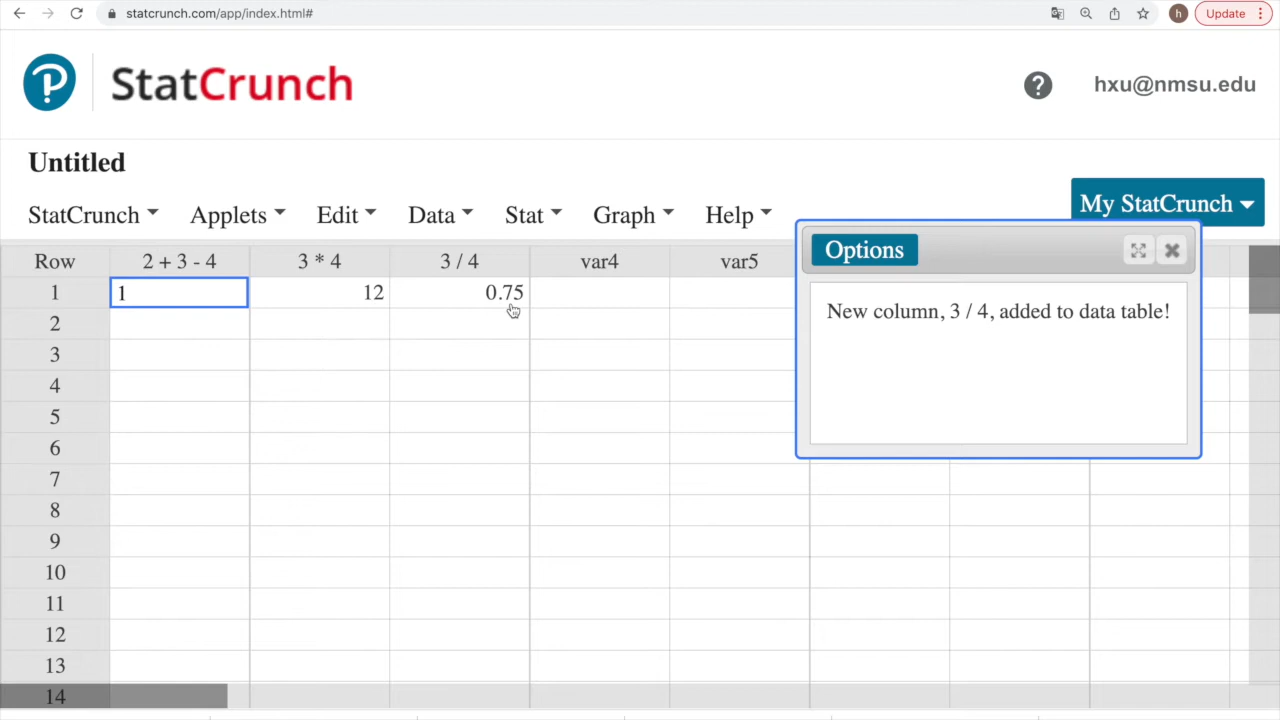 statcrunch.com/app/index.html#
h
Update
P
StatCrunch
?
hxu@nmsu.edu
Untitled
StatCrunch Applets Edit Data Stat Graph Help
My StatCrunch
Options
New column, 3 / 4, added to data table!
Row 2 + 3 - 4 3 * 4 3 / 4 var4 var5
1 1 12 0.75
2
3
4
5
6
7
8
9
10
11
12
13
14